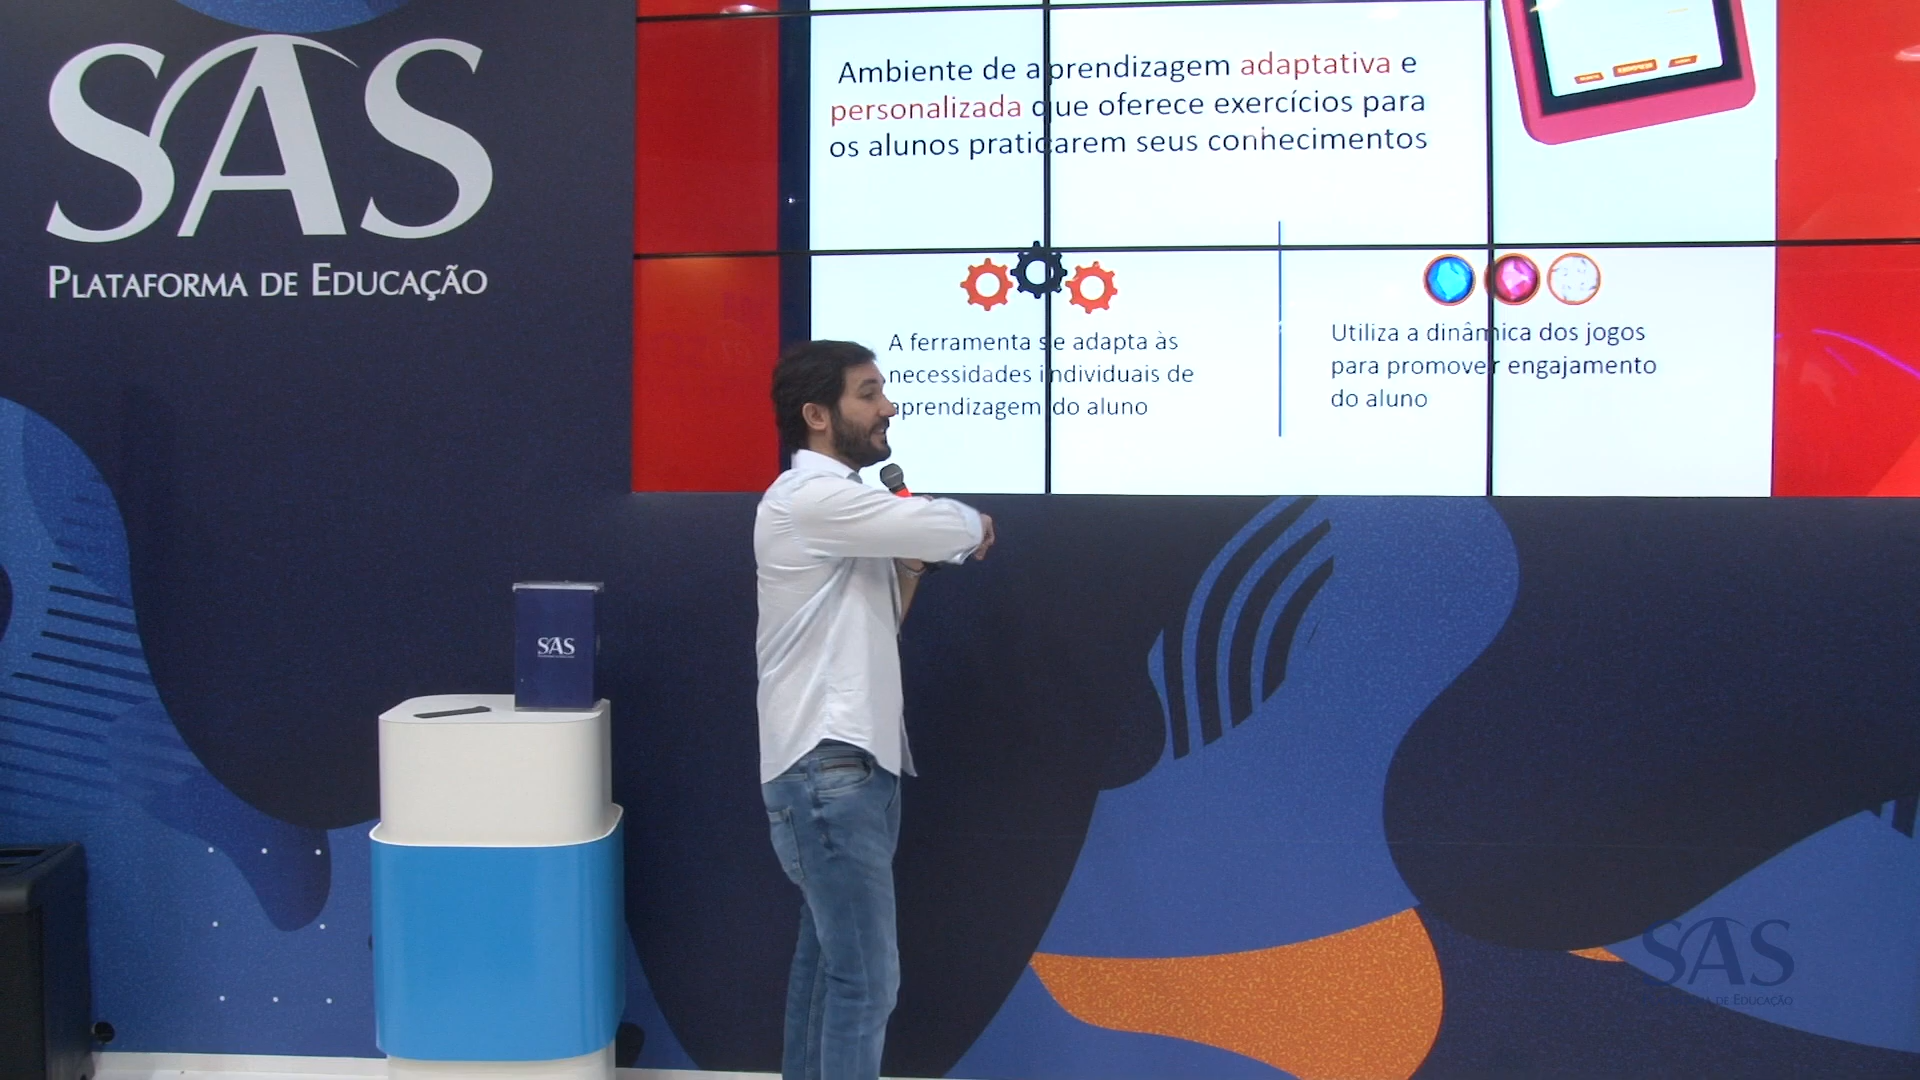 SAS
PLATAFORMA DE EDUCAÇÃO
Ambiente de aprendizagem adaptativa e
personalizada que oferece exercícios para
os alunos praticarem seus conhecimentos
A ferramenta se adapta às
necessidades individuais de
aprendizagem do aluno
Utiliza a dinâmica dos jogos
para promover engajamento
do aluno
SAS
SAS
DE EDUCAÇÃO